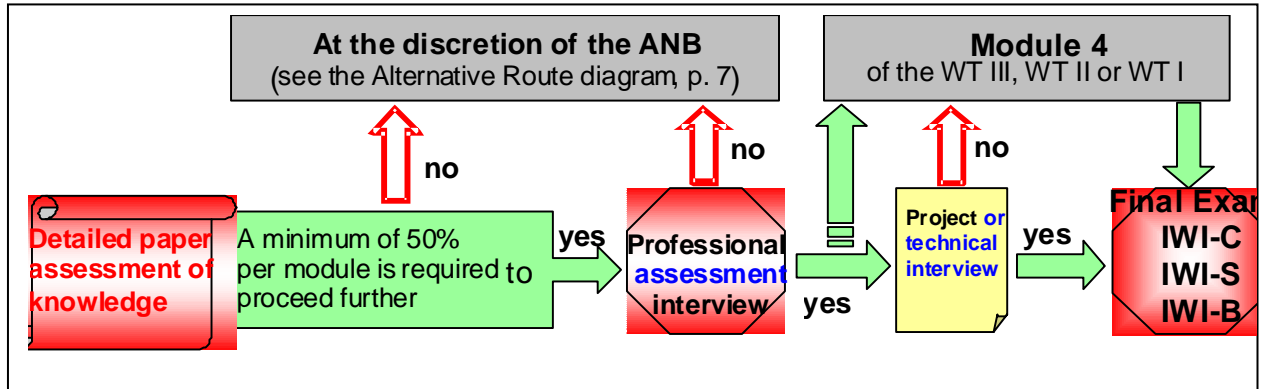 At the discretion of the ANB
(see the Alternative Route diagram, p. 7)
Module 4
of the WT III, WT II or WT I
no
no
no
Detailed paper
assessment of
knowledge
A minimum of 50%
per module is required to
proceed further
yes
Professional
assessment
interview
yes
Project or
technical
interview
yes
Final Exa
IWI-C
IWI-S
IWI-B